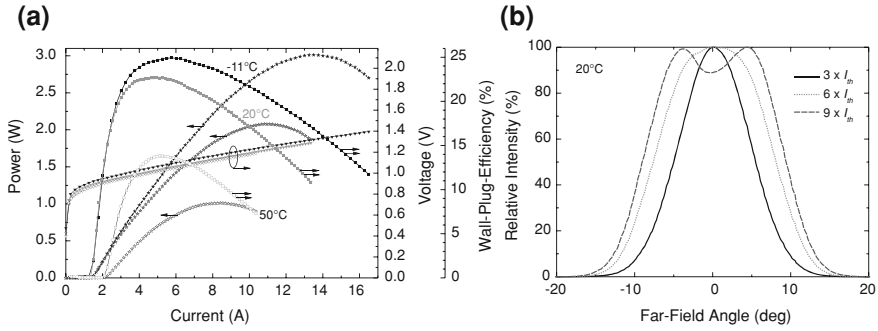 (a)
(b)
3.0
2.5
2.0
1.5
1.0
0.5
0.0
Power (W)
0 2 4 6 8 10 12 14 16
Current (A)
-11°C
20°C
50°C
2.0
1.8
1.6
1.4
1.2
1.0
0.8
0.6
0.4
0.2
0.0
Voltage (V)
25
20
15
10
5
0
Wall-Plug-Efficiency (%)
Relative Intensity (%)
100
80
60
40
20
0
20°C
3 x Ith
6 x Ith
9 x Ith
-20 -10 0 10 20
Far-Field Angle (deg)